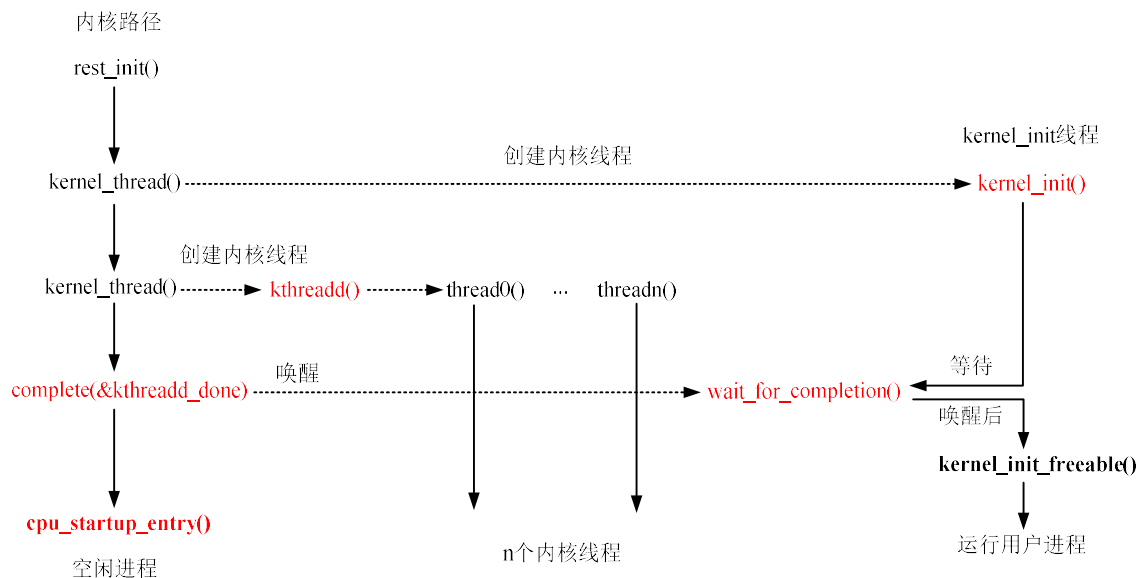 内核路径
rest_init()
kernel_init线程
创建内核线程
kernel_thread()
kernel_init()
创建内核线程
kernel_thread()
kthreadd()
thread0()
...
threadn()
等待
唤醒
complete(&kthreadd_done)
wait_for_completion()
唤醒后
kernel_init_freeable()
cpu_startup_entry()
n个内核线程
运行用户进程
空闲进程